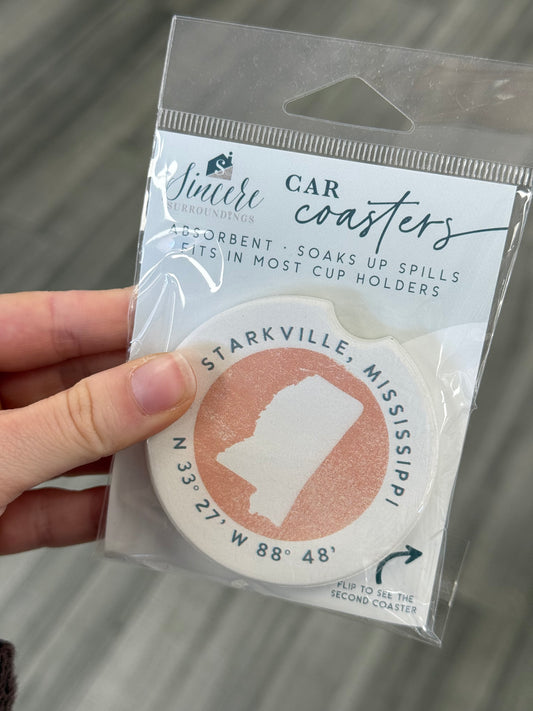 Si
Sincere
SURROUNDINGS
CAR
coasters
ABSORBENT · SOAKS UP SPILLS
FITS IN MOST CUP HOLDERS
STARKVILLE, MISSISSIPPI
N 33° 27' W 88° 48'
FLIP TO SEE THE
SECOND COASTER